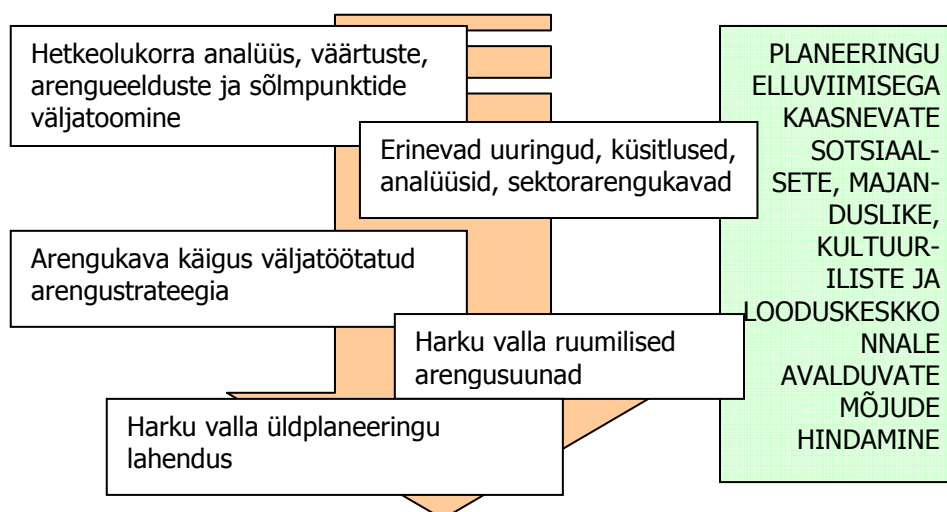 Hetkeolukorra analüüs, väärtuste,
arengueelduste ja sõlmpunktide
väljatoomine
Erinevad uuringud, küsitlused,
analüüsid, sektorarengukavad
Arengukava käigus väljatöötatud
arengustrateegia
Harku valla ruumilised
arengusuunad
Harku valla üldplaneeringu
lahendus
PLANEERINGU
ELLUVIIMISEGA
KAASNEVATE
SOTSIAAL-
SETE, MAJAN-
DUSLIKE,
KULTUUR-
ILISTE JA
LOODUSKESKKO
NNALE
AVALDUVATE
MÕJUDE
HINDAMINE